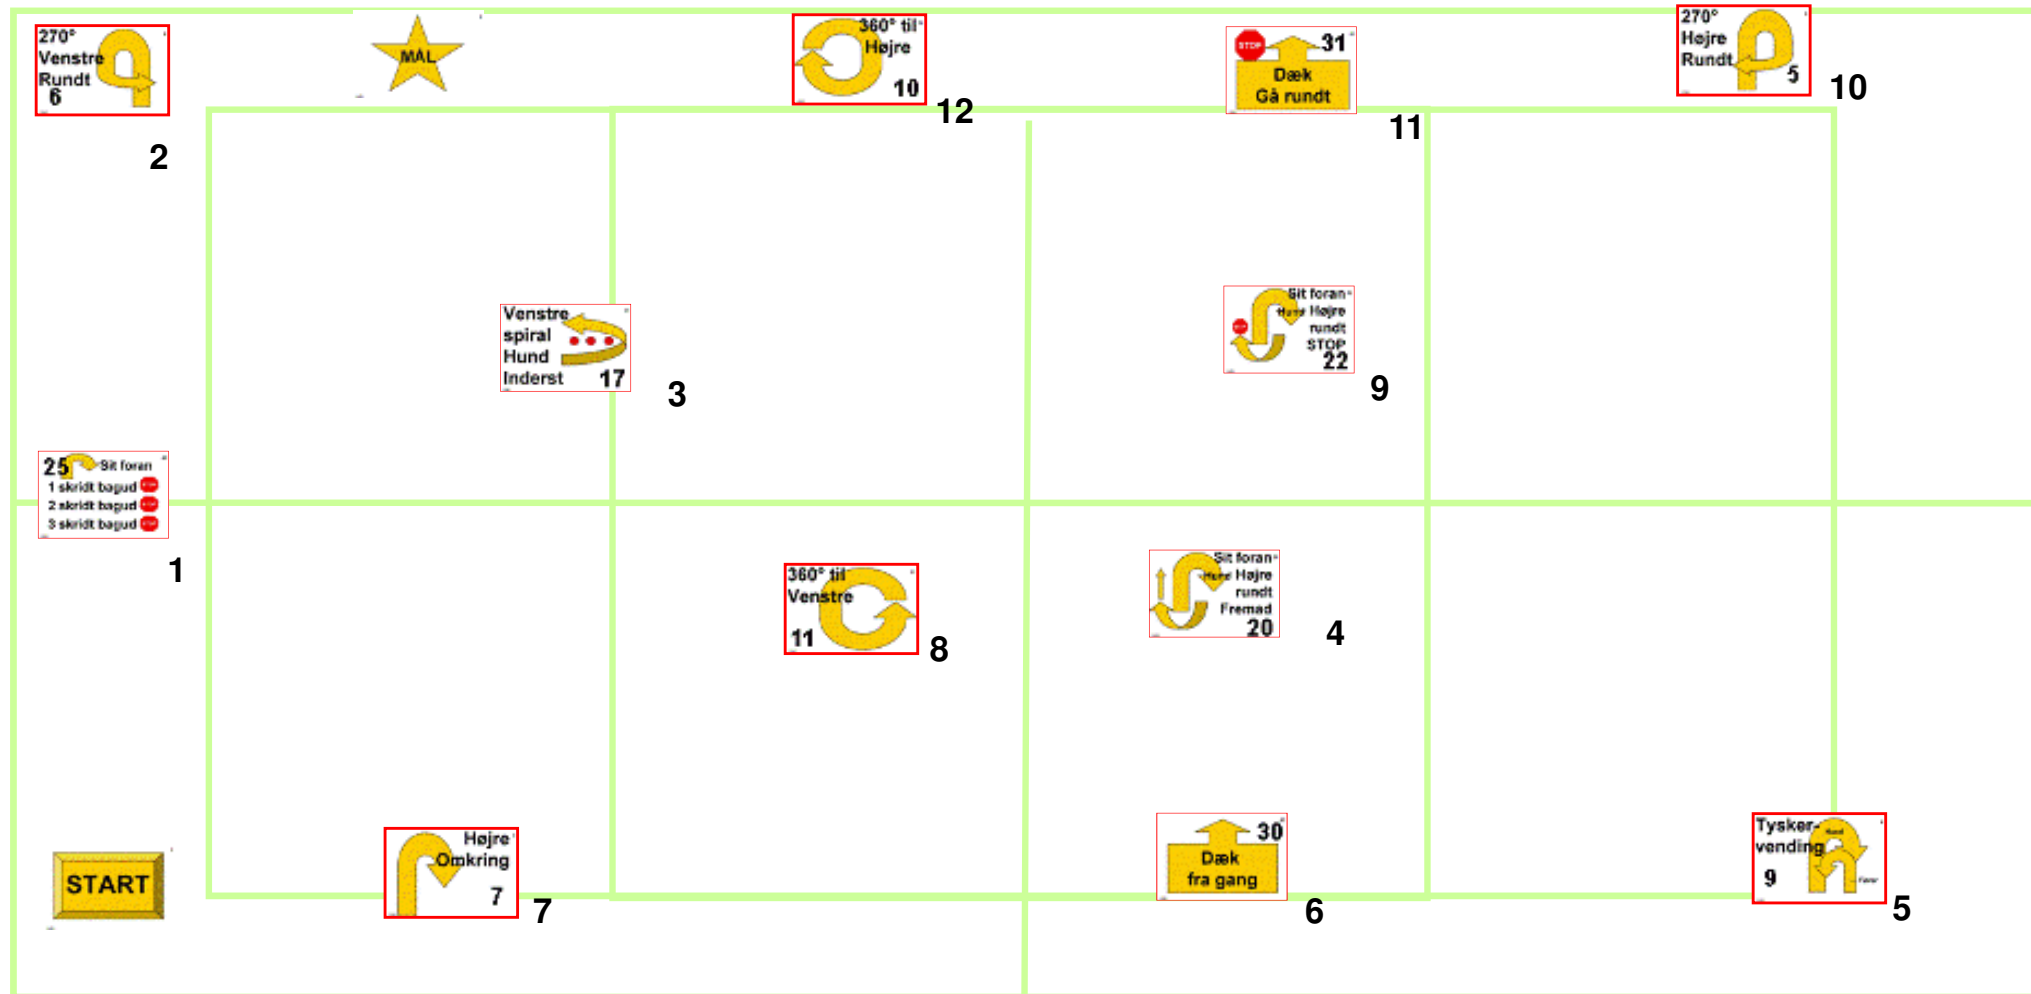 270°
Venstre
Rundt
6
2
MÅL
360° til
Højre
10
12
STOP
31
Dæk
Gå rundt
11
270°
Højre
Rundt
5
10
Venstre
spiral
Hund
Inderst 17
3
Sit foran
Hund Højre
rundt
STOP
22
9
25 Sit foran
1 skridt bagud
2 skridt bagud
3 skridt bagud
1
360° til
Venstre
11
8
Sit foran
Hund Højre
rundt
Fremad
20
4
START
Højre
Omkring
7
7
30
Dæk
fra gang
6
Tysker-
vending
Hund
9
Fører
5